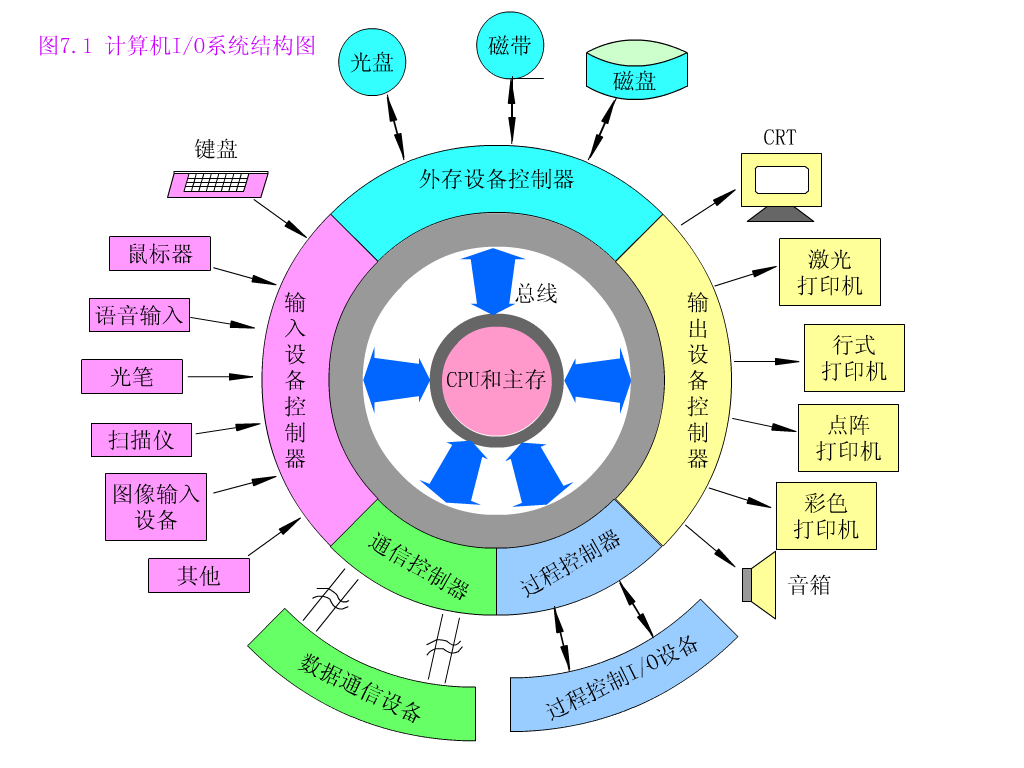 图7.1 计算机I/O系统结构图
光盘
磁带
磁盘
键盘
CRT
外存设备控制器
鼠标器
语音输入
光笔
扫描仪
图像输入
设备
其他
输入设备控制器
总线
CPU和主存
输出设备控制器
激光
打印机
行式
打印机
点阵
打印机
彩色
打印机
音箱
通信控制器
过程控制器
数据通信设备
过程控制I/O设备